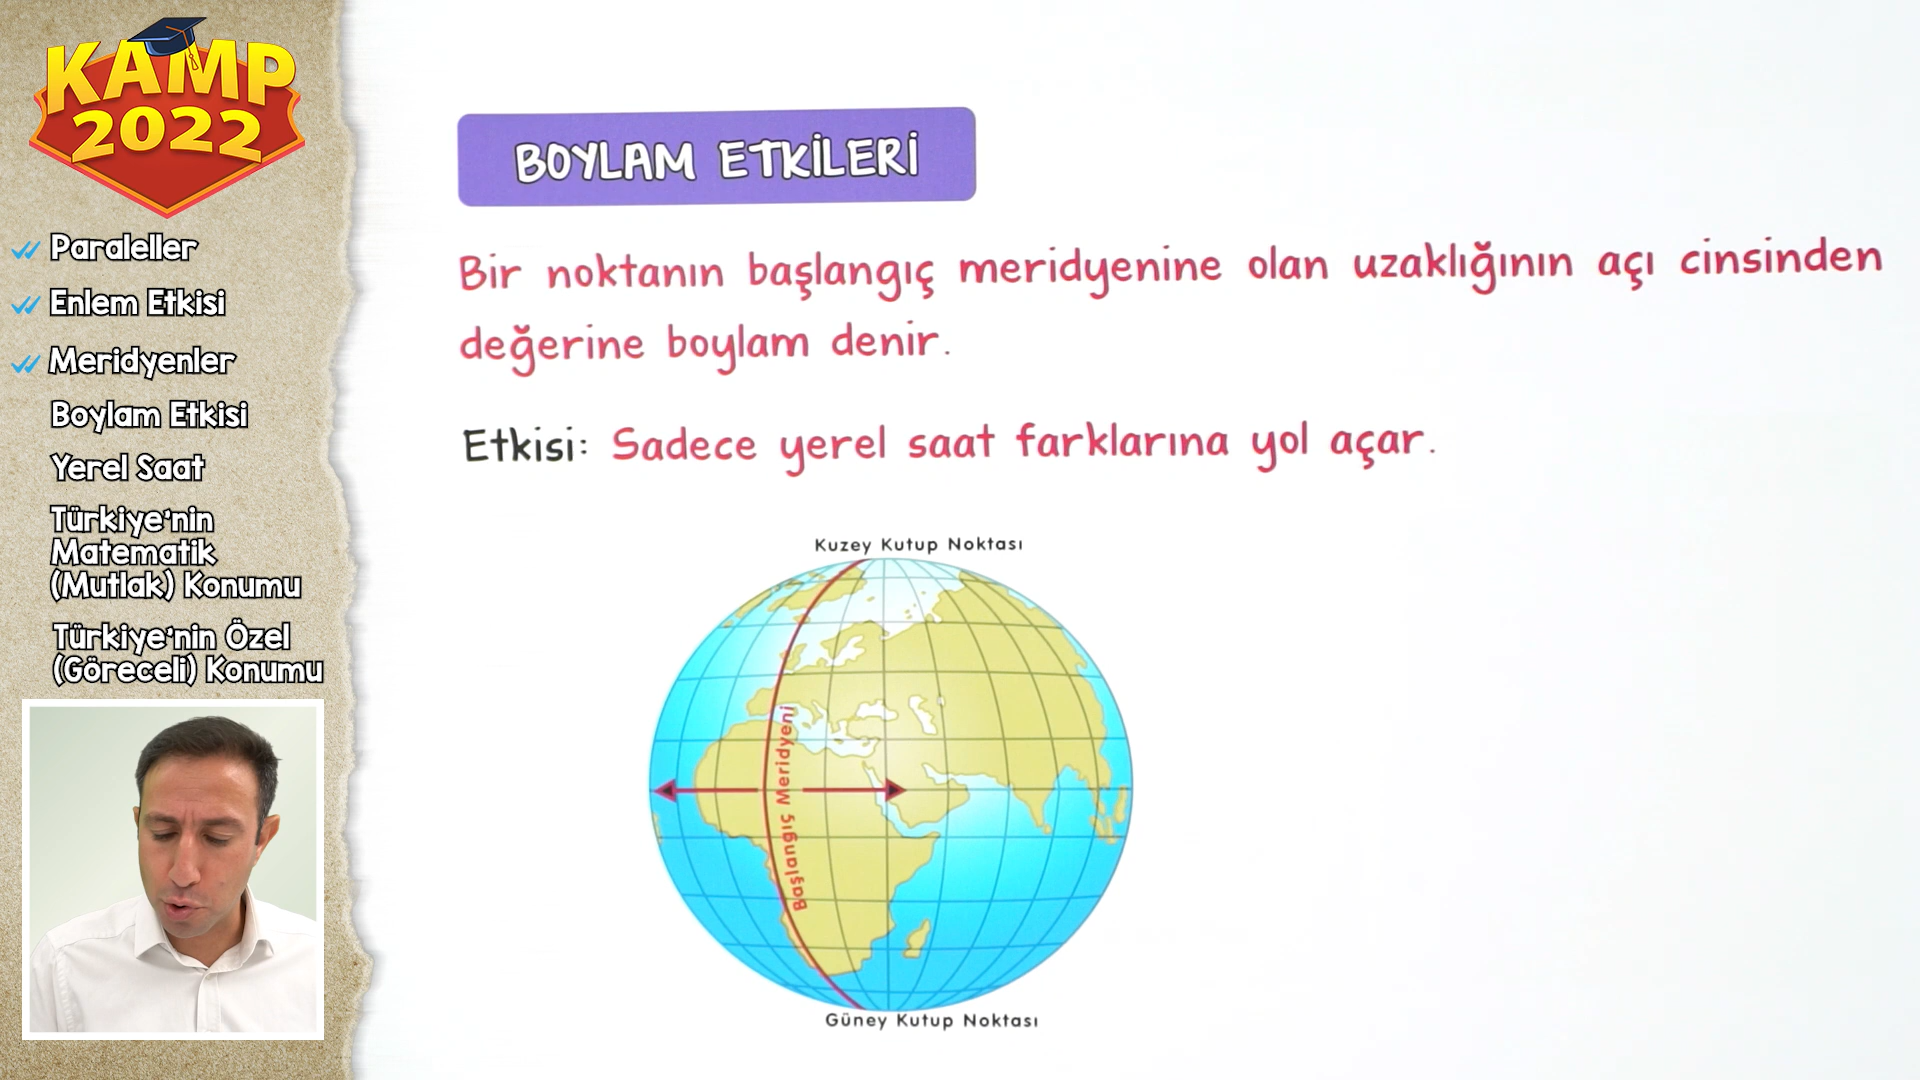 KAMP
2022
Paraleller
Enlem Etkisi
Meridyenler
Boylam Etkisi
Yerel Saat
Türkiye'nin
Matematik
(Mutlak) Konumu
Türkiye'nin Özel
(Göreceli) Konumu
BOYLAM ETKİLERİ
Bir noktanın başlangıç meridyenine olan uzaklığının açı cinsinden
değerine boylam denir.
Etkisi: Sadece yerel saat farklarına yol açar.
Kuzey Kutup Noktası
Başlangıç Meridyeni
Güney Kutup Noktası